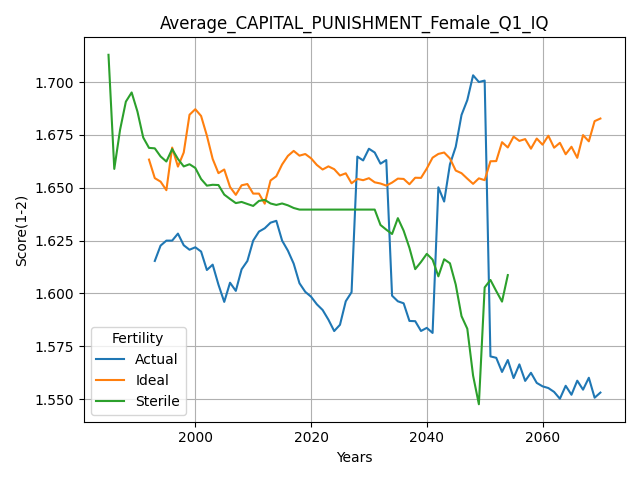 Average_CAPITAL_PUNISHMENT_Female_Q1_IQ
Score(1-2)
1.700
1.675
1.650
1.625
1.600
1.575
1.550
Fertility
Actual
Ideal
Sterile
2000 2020 2040 2060
Years